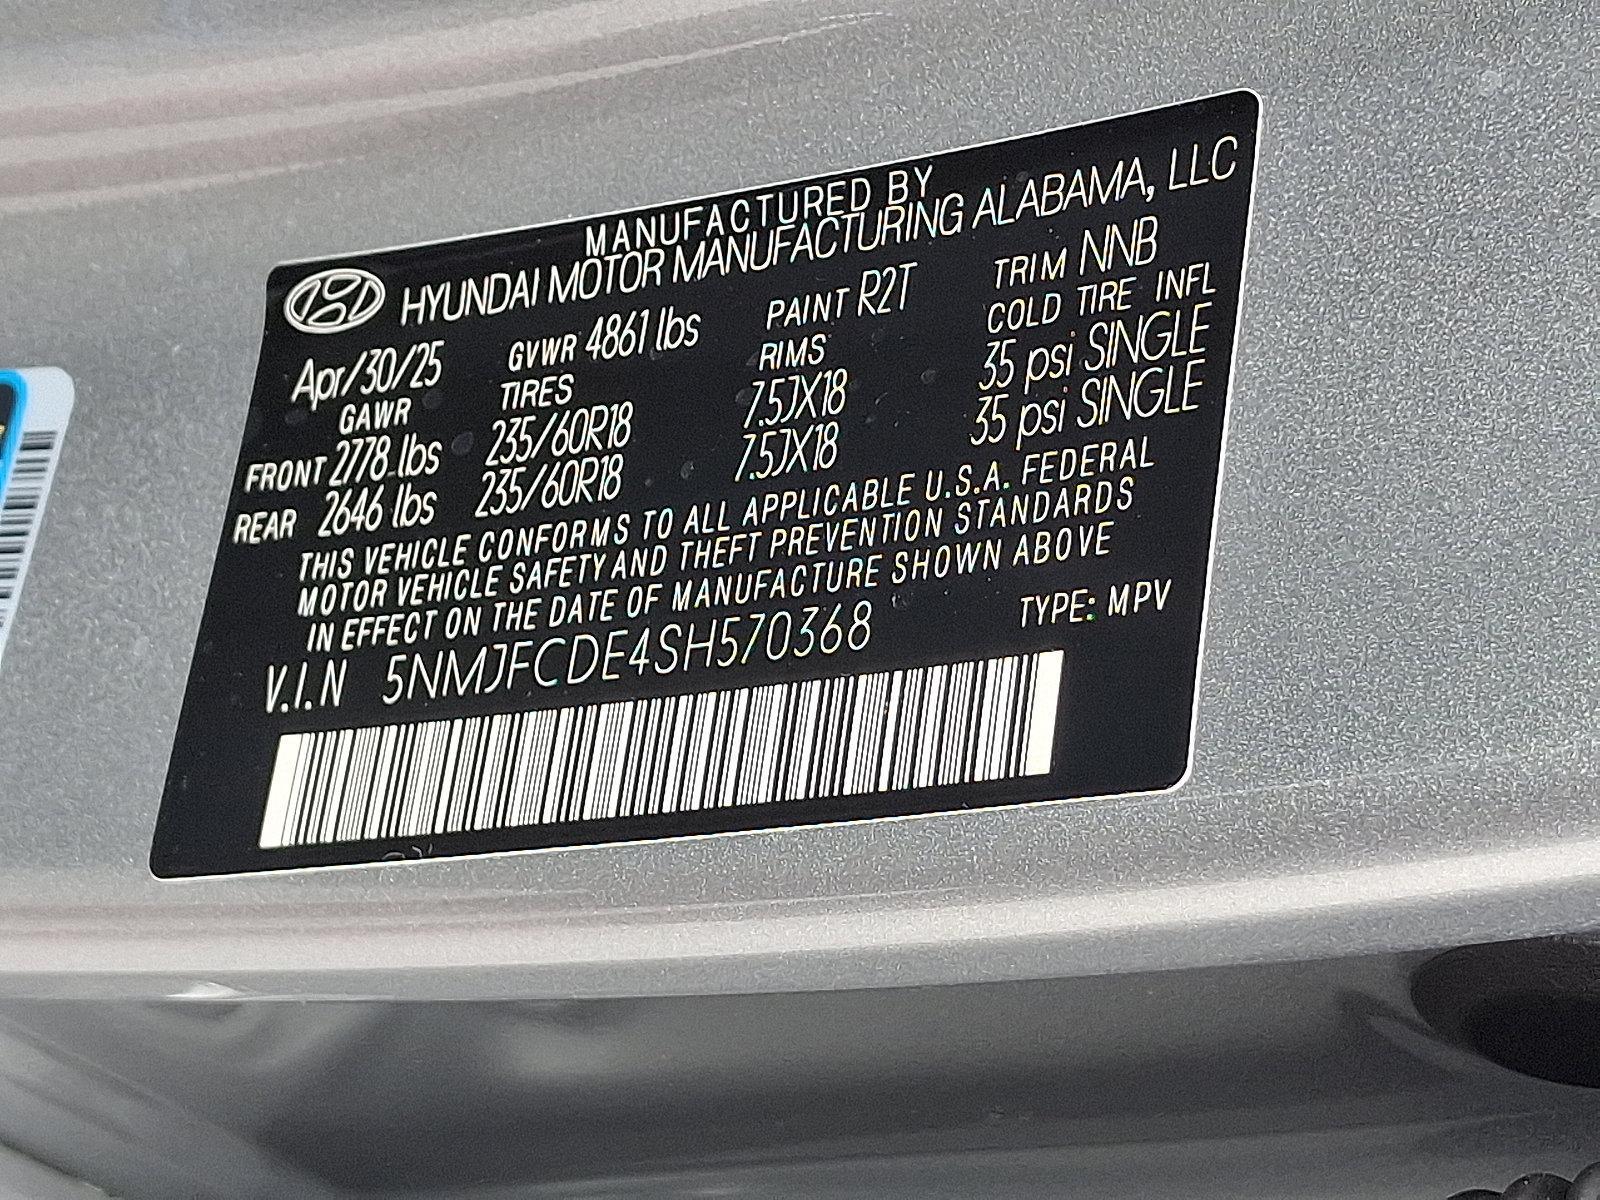 MANUFACTURED BY
HYUNDAI MOTOR MANUFACTURING ALABAMA, LLC
Apr/30/25 GVWR 4861 lbs PAINT R2T TRIM NNB
GAWR TIRES RIMS COLD TIRE INFL
FRONT 2778 lbs 235/60R18 7.5JX18 35 psi SINGLE
REAR 2646 lbs 235/60R18 7.5JX18 35 psi SINGLE
THIS VEHICLE CONFORMS TO ALL APPLICABLE U.S.A. FEDERAL
MOTOR VEHICLE SAFETY AND THEFT PREVENTION STANDARDS
IN EFFECT ON THE DATE OF MANUFACTURE SHOWN ABOVE
V.I.N 5NMJFCDE4SH570368 TYPE: MPV